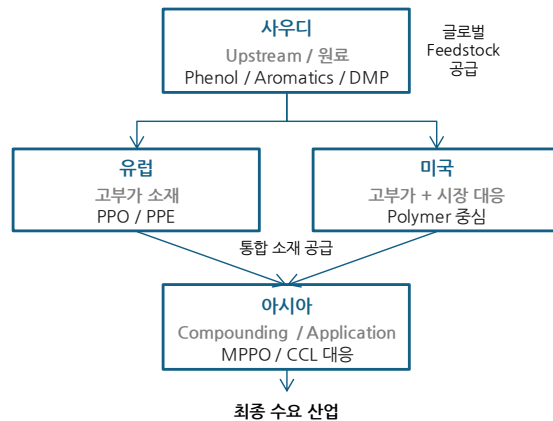 사우디
Upstream / 원료
Phenol / Aromatics / DMP
글로벌
Feedstock
공급
유럽
고부가 소재
PPO / PPE
미국
고부가 + 시장 대응
Polymer 중심
통합 소재 공급
아시아
Compounding / Application
MPPO / CCL 대응
최종 수요 산업